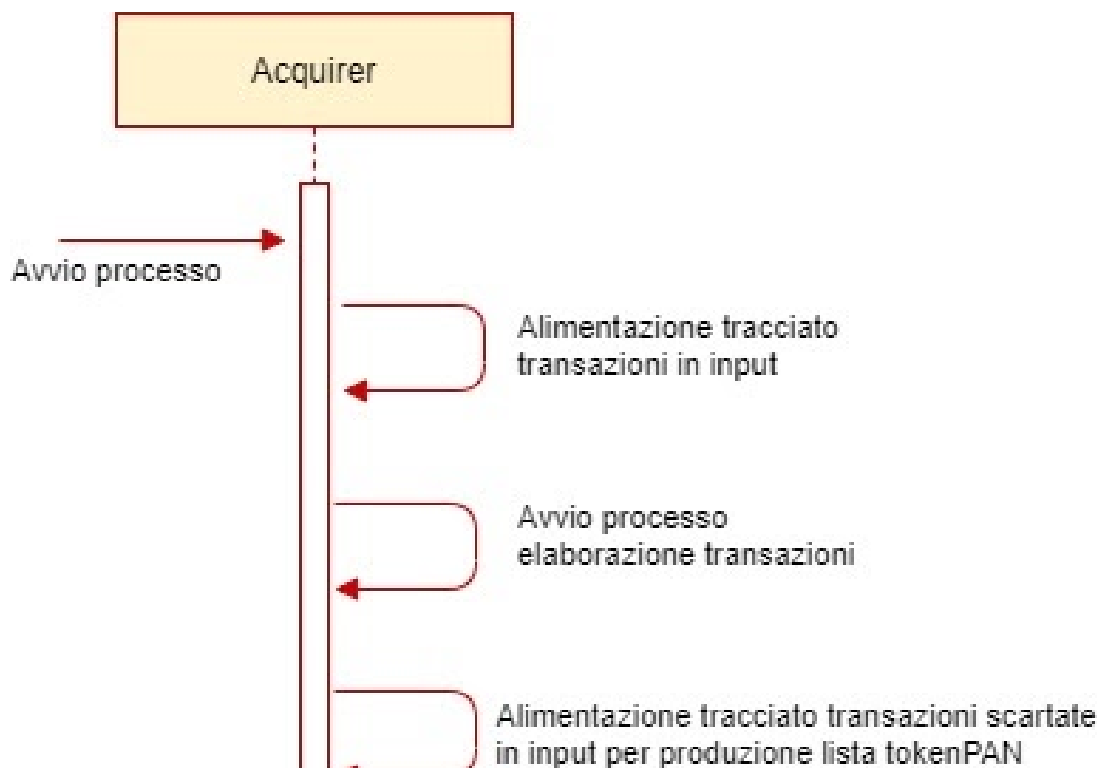 Acquirer
Avvio processo
Alimentazione tracciato
transazioni in input
Avvio processo
elaborazione transazioni
Alimentazione tracciato transazioni scartate
in input per produzione lista tokenPAN